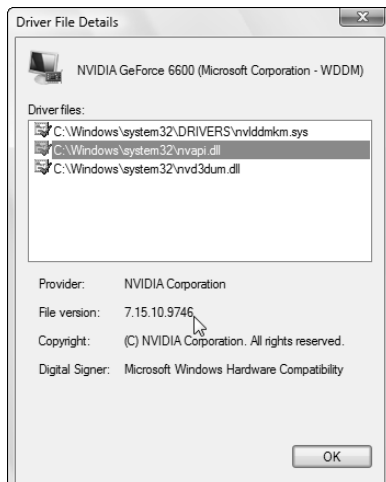 Driver File Details
NVIDIA GeForce 6600 (Microsoft Corporation - WDDM)
Driver files:
C:\Windows\system32\DRIVERS\nvlddmkm.sys
C:\Windows\system32\nvapi.dll
C:\Windows\system32\nvd3dum.dll
Provider: NVIDIA Corporation
File version: 7.15.10.9746
Copyright: (C) NVIDIA Corporation. All rights reserved.
Digital Signer: Microsoft Windows Hardware Compatibility
OK